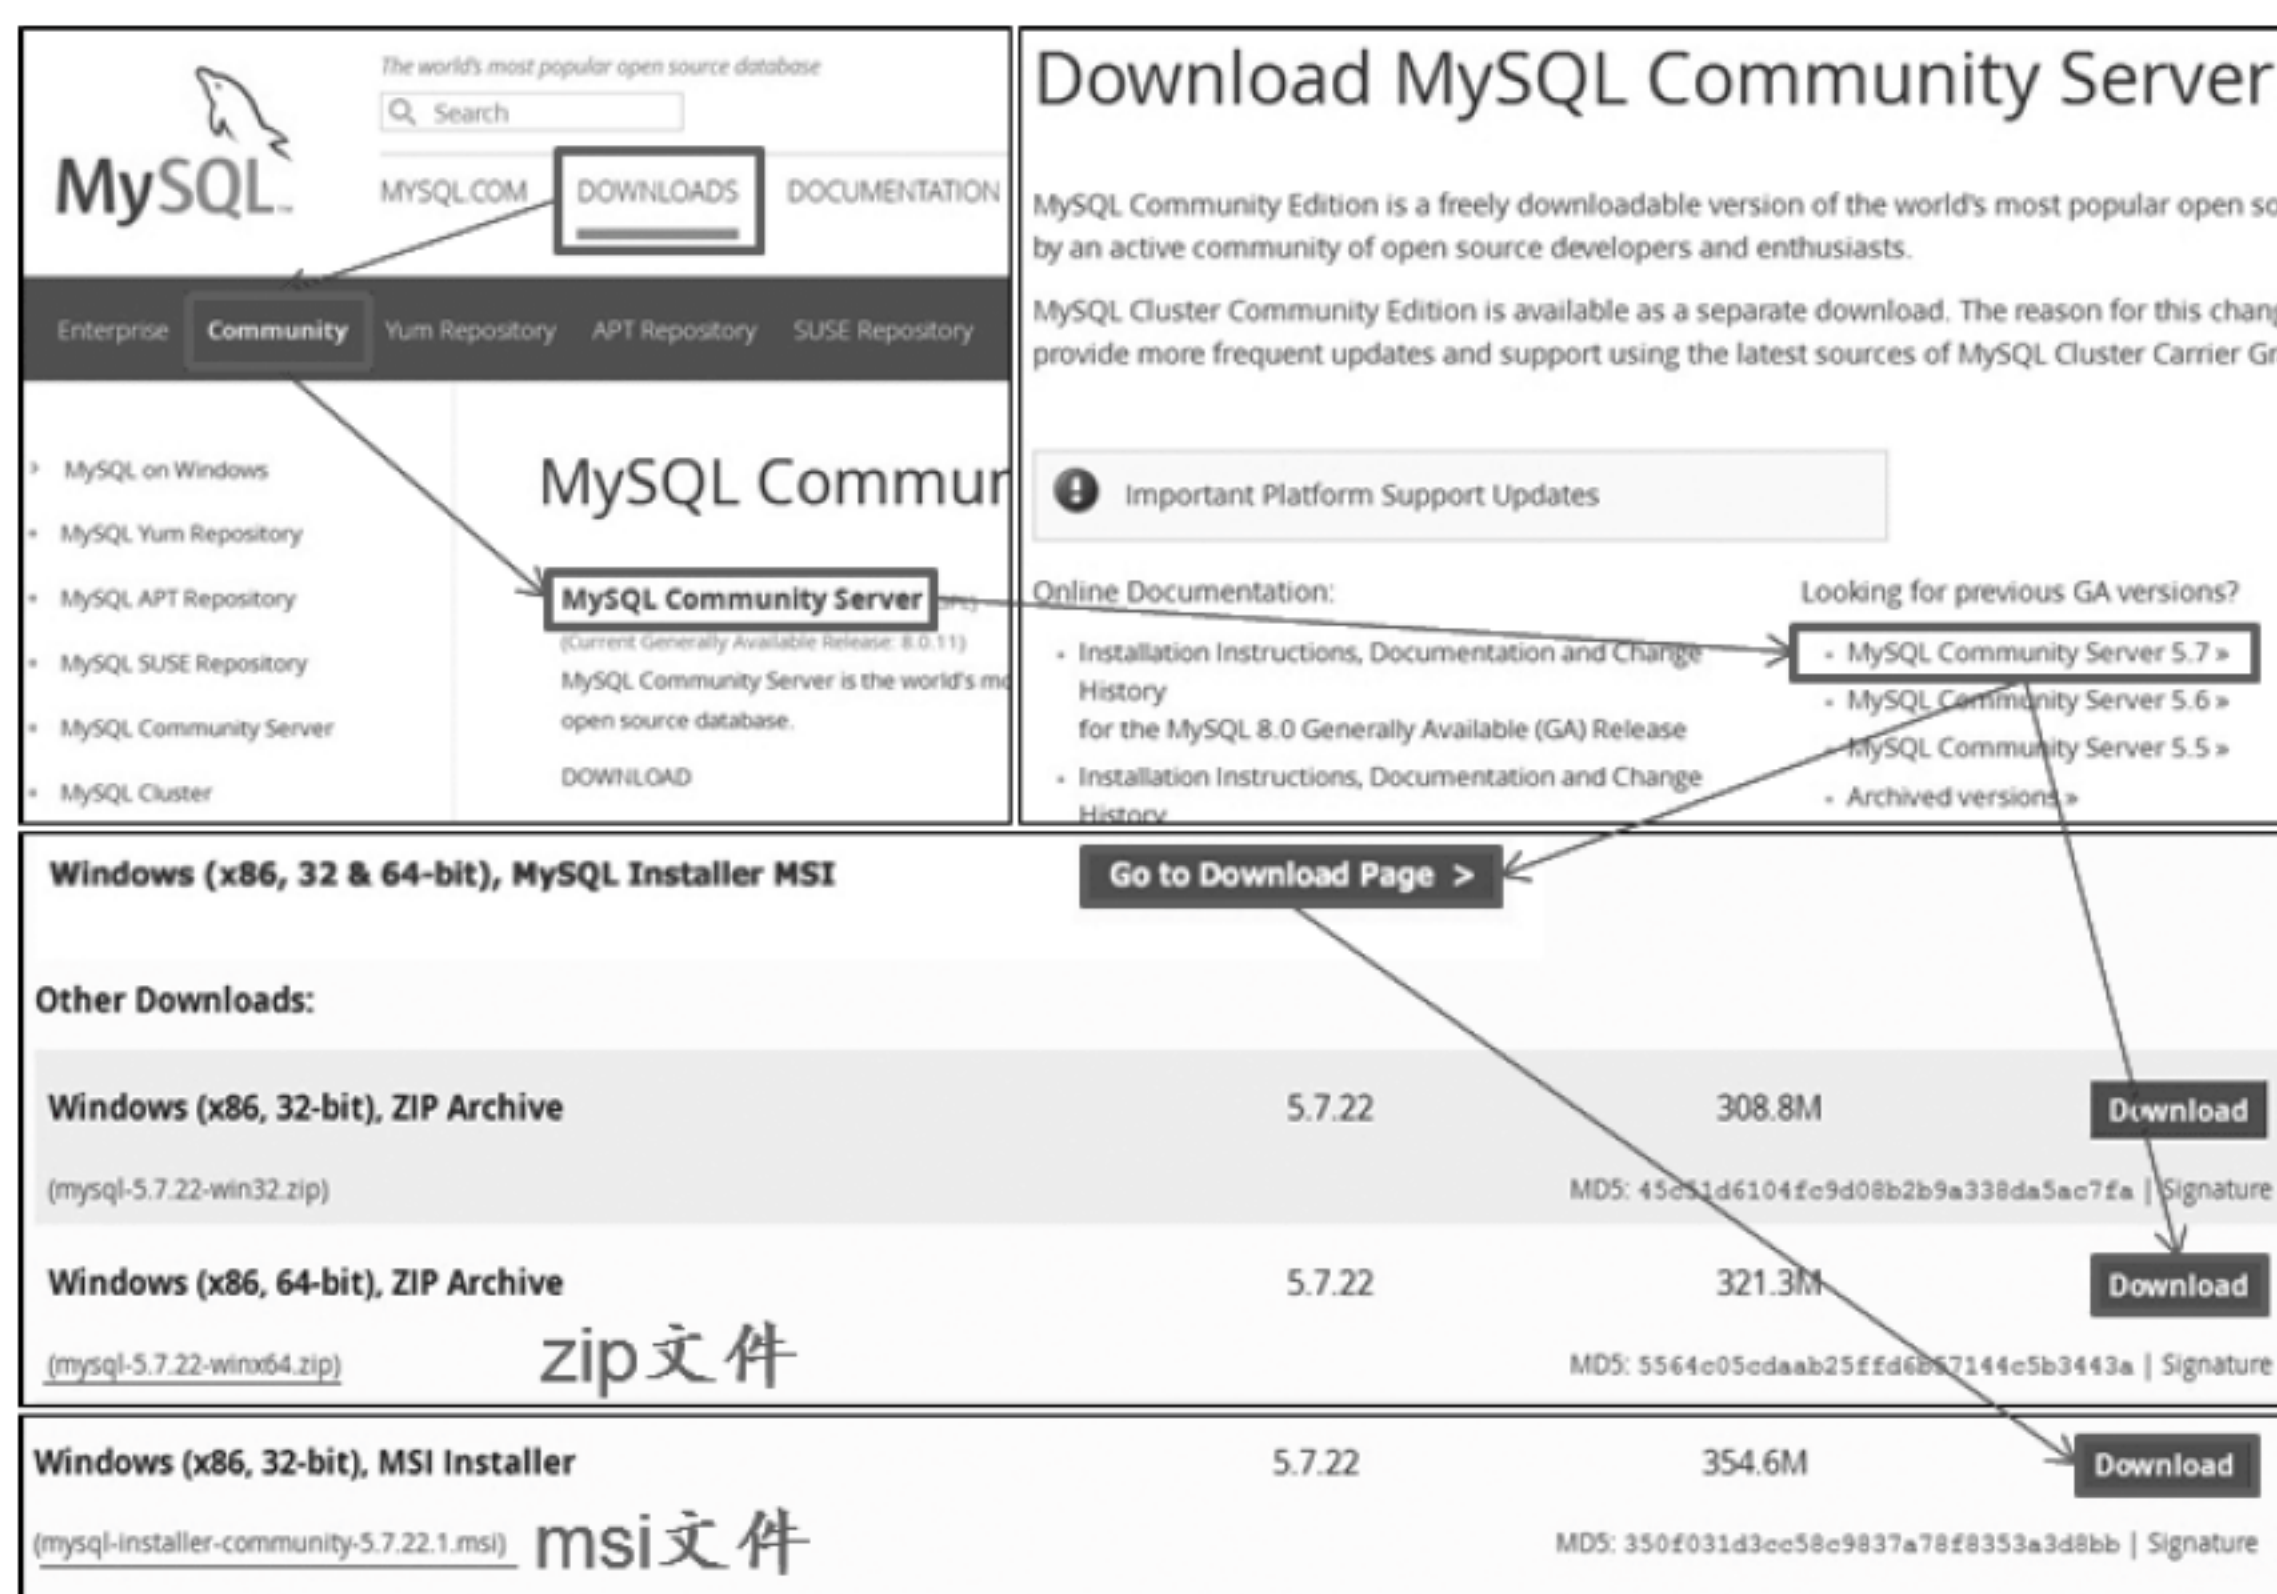 The world's most popular open source database
Search
MySQL
MYSQL.COM DOWNLOADS DOCUMENTATION
Enterprise Community Yum Repository APT Repository SUSE Repository
MySQL on Windows
MySQL Yum Repository
MySQL APT Repository
MySQL SUSE Repository
MySQL Community Server
MySQL Cluster
MySQL Commun
MySQL Community Server
(Current Generally Available Release: 8.0.11)
MySQL Community Server is the world's mo
open source database.
DOWNLOAD
Download MySQL Community Server
MySQL Community Edition is a freely downloadable version of the world's most popular open so
by an active community of open source developers and enthusiasts.
MySQL Cluster Community Edition is available as a separate download. The reason for this chang
provide more frequent updates and support using the latest sources of MySQL Cluster Carrier Gr
Important Platform Support Updates
Online Documentation:
Installation Instructions, Documentation and Change
History
for the MySQL 8.0 Generally Available (GA) Release
Installation Instructions, Documentation and Change
History
Looking for previous GA versions?
MySQL Community Server 5.7 »
MySQL Community Server 5.6 »
MySQL Community Server 5.5 »
Archived versions »
Windows (x86, 32 & 64-bit), MySQL Installer MSI Go to Download Page >
Other Downloads:
Windows (x86, 32-bit), ZIP Archive 5.7.22 308.8M Download
(mysql-5.7.22-win32.zip) MD5: 45c51d6104fc9d08b2b9a338da5ac7fa | Signature
Windows (x86, 64-bit), ZIP Archive 5.7.22 321.3M Download
(mysql-5.7.22-winx64.zip) zip文件 MD5: 5564c05cdaab25ffd6b57144c5b3443a | Signature
Windows (x86, 32-bit), MSI Installer 5.7.22 354.6M Download
(mysql-installer-community-5.7.22.1.msi) msi文件 MD5: 350f031d3cc58c9837a78f8353a3d8bb | Signature